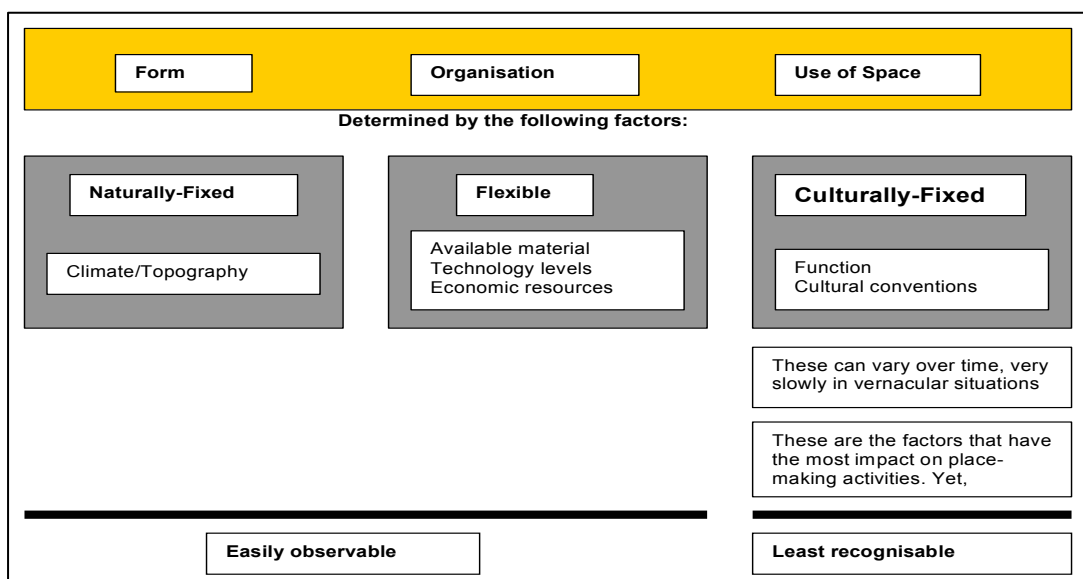 Form
Organisation
Use of Space
Determined by the following factors:
Naturally-Fixed
Climate/Topography
Flexible
Available material
Technology levels
Economic resources
Culturally-Fixed
Function
Cultural conventions
These can vary over time, very
slowly in vernacular situations
These are the factors that have
the most impact on place-
making activities. Yet,
Easily observable
Least recognisable